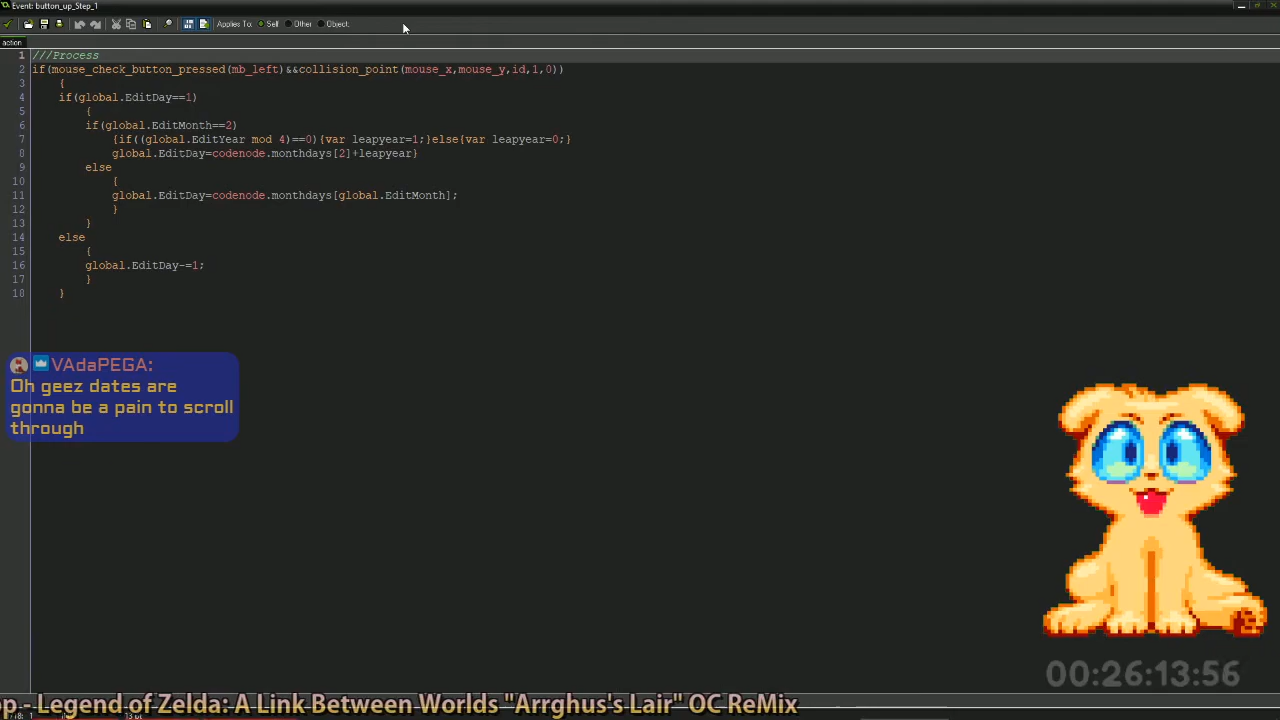 Event: button_up_Step_1
Applies To: Self Other Object:
action
1 ///Process
2 if(mouse_check_button_pressed(mb_left)&&collision_point(mouse_x,mouse_y,id,1,0))
3 {
4 if(global.EditDay==1)
5 {
6 if(global.EditMonth==2)
7 {if((global.EditYear mod 4)==0){var leapyear=1;}else{var leapyear=0;}
8 global.EditDay=codenode.monthdays[2]+leapyear}
9 else
10 {
11 global.EditDay=codenode.monthdays[global.EditMonth];
12 }
13 }
14 else
15 {
16 global.EditDay-=1;
17 }
18 }
VAdaPEGA:
Oh geez dates are
gonna be a pain to scroll
through
00:26:13:56
op - Legend of Zelda: A Link Between Worlds "Arrghus's Lair" OC ReMix